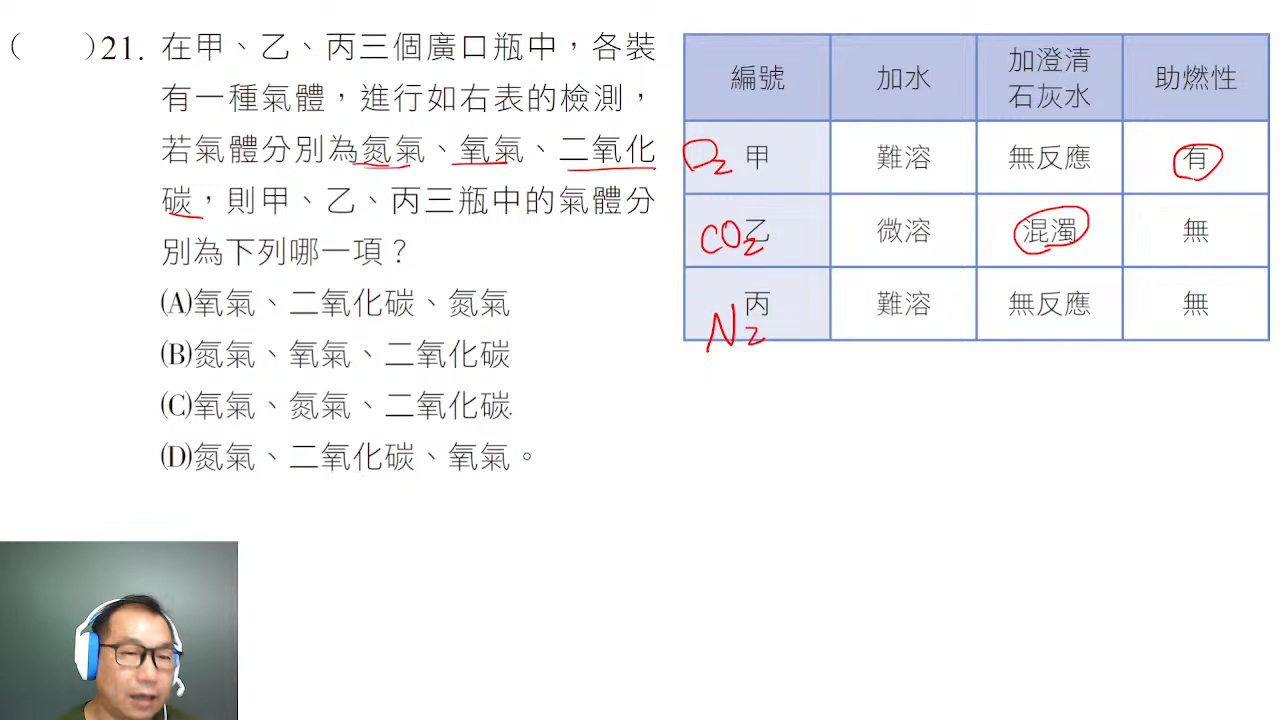 ( )21. 在甲、乙、丙三個廣口瓶中，各裝
有一種氣體，進行如右表的檢測，
若氣體分別為氮氣、氧氣、二氧化
碳，則甲、乙、丙三瓶中的氣體分
別為下列哪一項？
(A)氧氣、二氧化碳、氮氣
(B)氮氣、氧氣、二氧化碳
(C)氧氣、氮氣、二氧化碳
(D)氮氣、二氧化碳、氧氣。
編號 加水 加澄清 助燃性
石灰水
O2 甲 難溶 無反應 有
CO2 乙 微溶 混濁 無
N2 丙 難溶 無反應 無